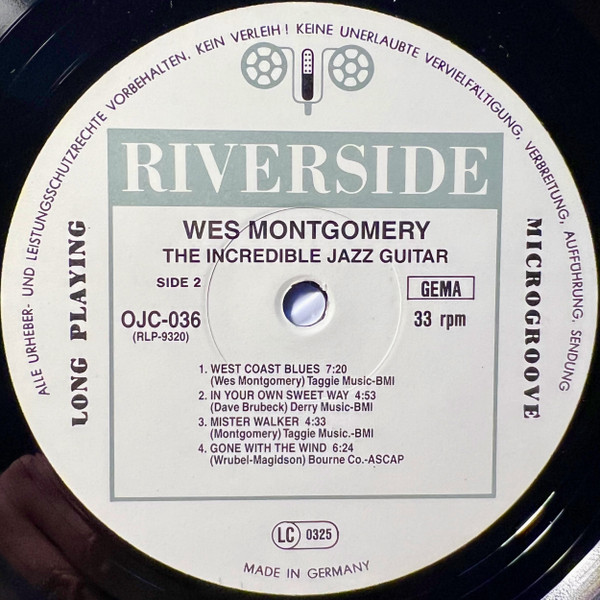 ALLE URHEBER- UND LEISTUNGSSCHUTZRECHTE VORBEHALTEN. KEIN VERLEIH! KEINE UNERLAUBTE VERVIELFÄLTIGUNG, VERBREITUNG, AUFFÜHRUNG, SENDUNG
RIVERSIDE
WES MONTGOMERY
THE INCREDIBLE JAZZ GUITAR
SIDE 2
GEMA
OJC-036
33 rpm
(RLP-9320)
LONG PLAYING
MICROGROOVE
1. WEST COAST BLUES 7:20
(Wes Montgomery) Taggie Music-BMI
2. IN YOUR OWN SWEET WAY 4:53
(Dave Brubeck) Derry Music-BMI
3. MISTER WALKER 4:33
(Montgomery) Taggie Music.-BMI
4. GONE WITH THE WIND 6:24
(Wrubel-Magidson) Bourne Co.-ASCAP
LC 0325
MADE IN GERMANY